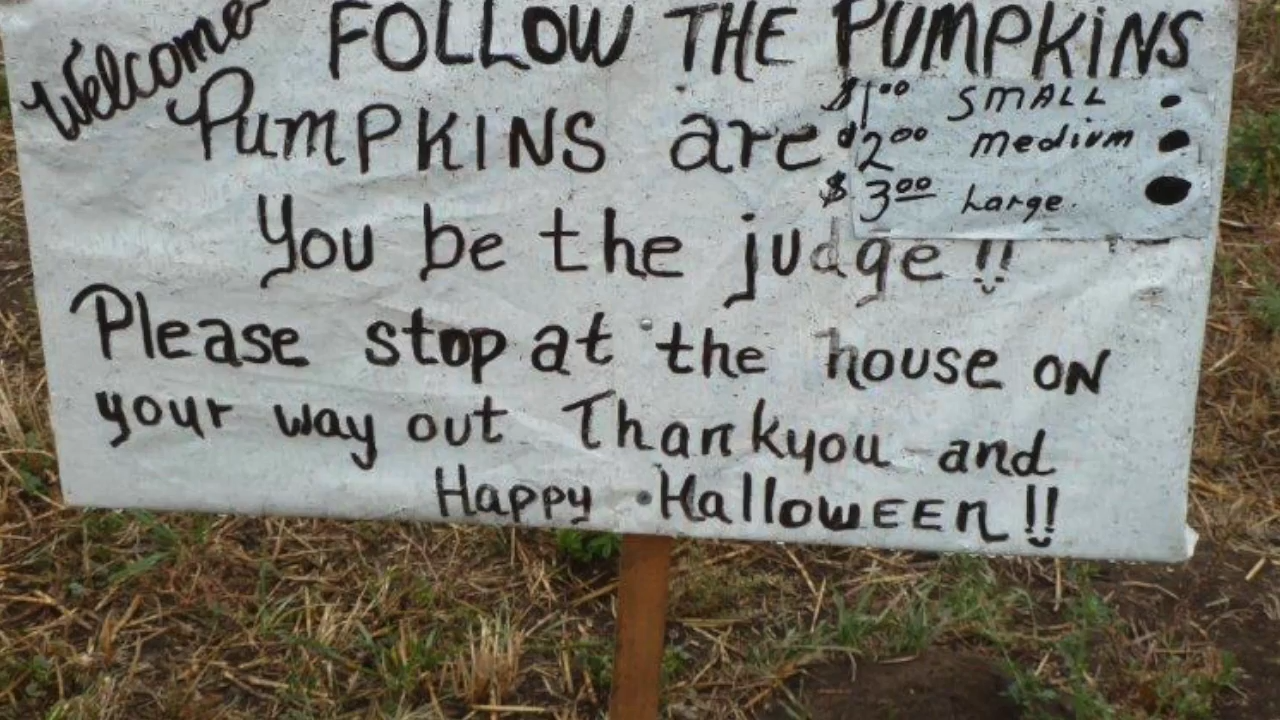 Welcome FOLLOW THE PUMPKINS
PUMPKINS are
$1.00 SMALL
$2.00 medium
$3.00 Large.
You be the judge!!
Please stop at the house ON
your way out Thankyou and
Happy HallowEEn!!